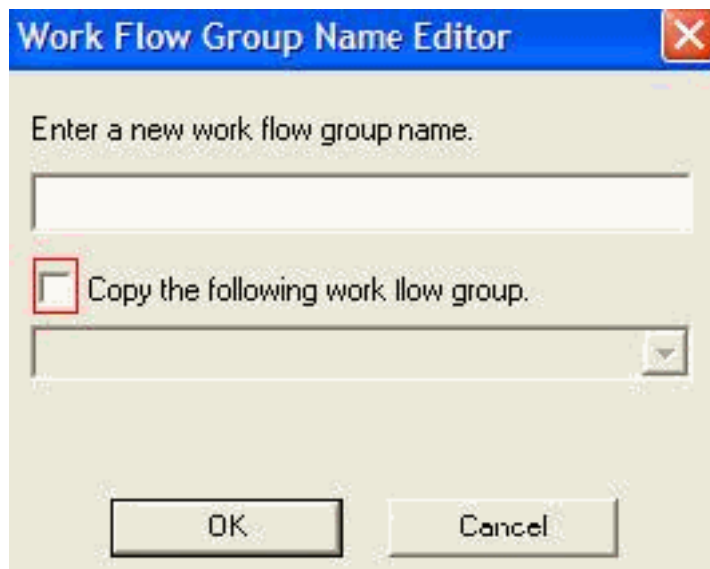 Work Flow Group Name Editor
Enter a new work flow group name.
Copy the following work llow group.
OK
Cancel